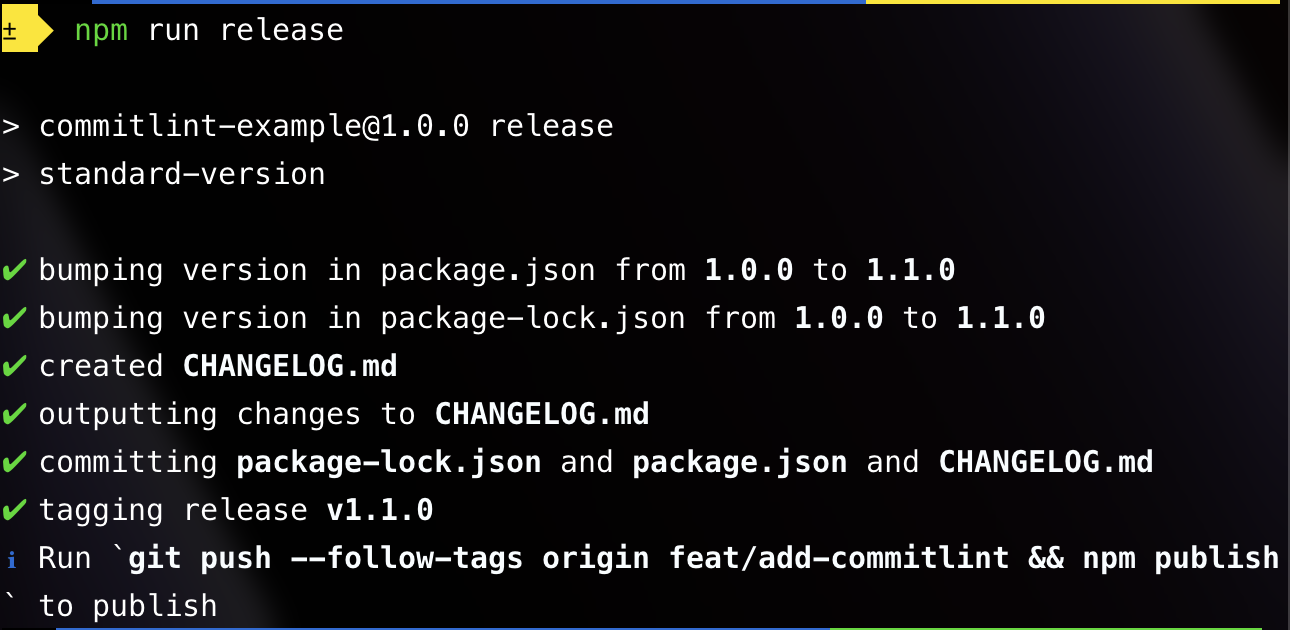 ± npm run release
> commitlint-example@1.0.0 release
> standard-version
✔ bumping version in package.json from 1.0.0 to 1.1.0
✔ bumping version in package-lock.json from 1.0.0 to 1.1.0
✔ created CHANGELOG.md
✔ outputting changes to CHANGELOG.md
✔ committing package-lock.json and package.json and CHANGELOG.md
✔ tagging release v1.1.0
ℹ Run `git push --follow-tags origin feat/add-commitlint && npm publish
` to publish